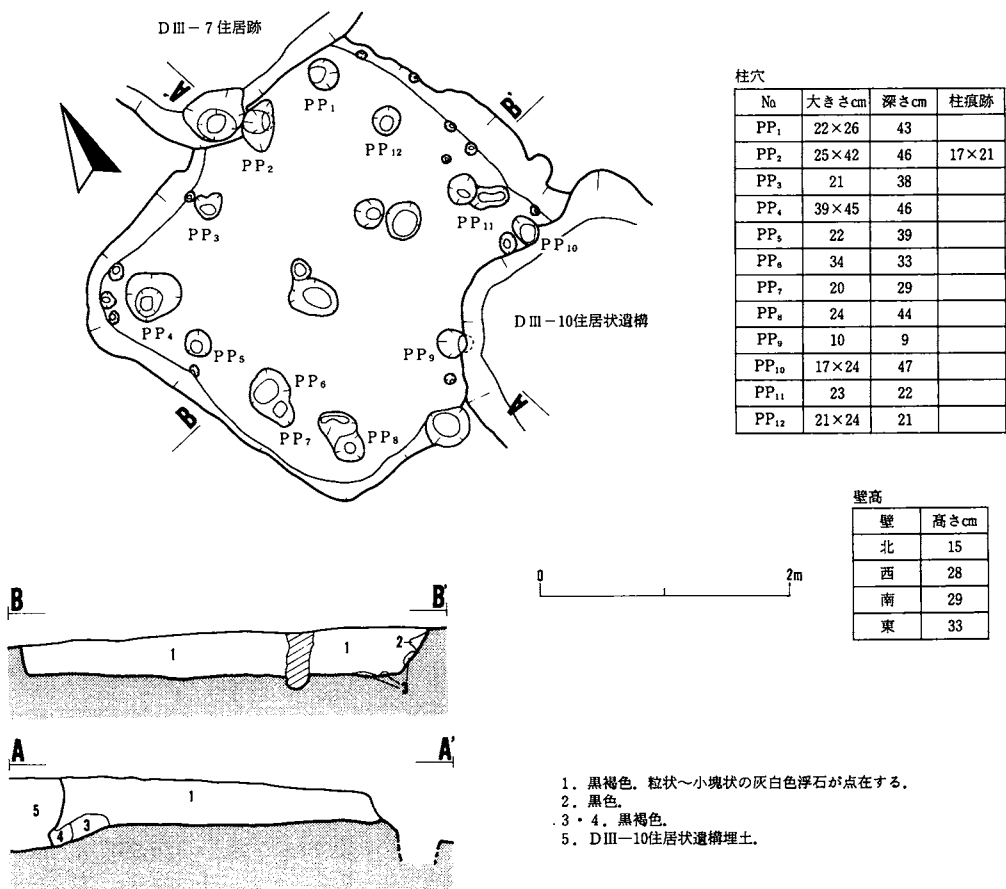 DⅢ－7住居跡
A'
B'
PP₁
PP₂
PP₁₂
PP₃
PP₁₁
PP₁₀
PP₄
DⅢ－10住居状遺構
PP₅
PP₉
PP₆
B
A
PP₇
PP₈
柱穴
№ 大きさcm 深さcm 柱痕跡
PP₁ 22×26 43
PP₂ 25×42 46 17×21
PP₃ 21 38
PP₄ 39×45 46
PP₅ 22 39
PP₆ 34 33
PP₇ 20 29
PP₈ 24 44
PP₉ 10 9
PP₁₀ 17×24 47
PP₁₁ 23 22
PP₁₂ 21×24 21
壁高
壁 高さcm
北 15
西 28
南 29
東 33
0 2m
B B'
1 1 2
3
A A'
5 1
4 3
1．黒褐色．粒状～小塊状の灰白色浮石が点在する．
2．黒色．
3・4．黒褐色．
5．DⅢ－10住居状遺構埋土．